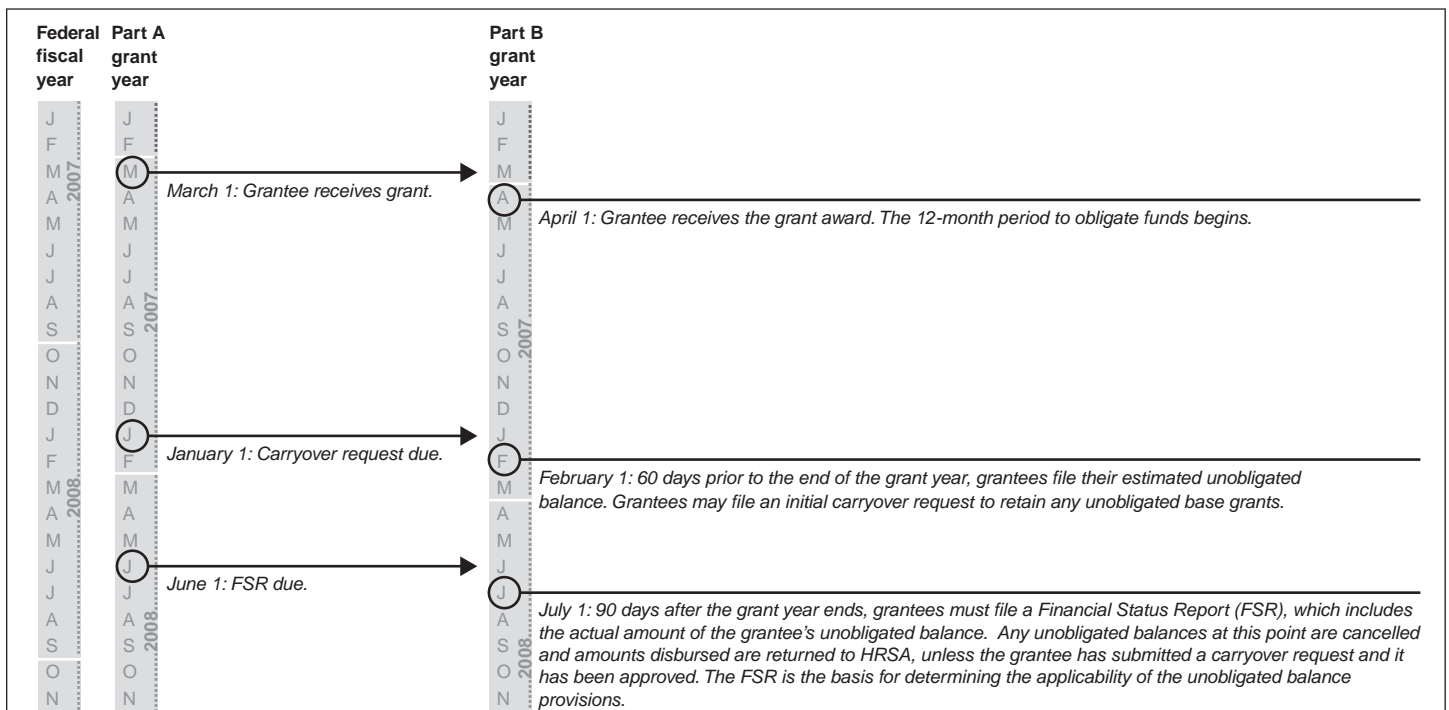 Federal Part A Part B
fiscal grant grant
year year year
J J J
F F F
M M M
March 1: Grantee receives grant.
A A A
April 1: Grantee receives the grant award. The 12-month period to obligate funds begins.
M M M
J J J
J J J
A A A
S S S
2007 2007 2007
O O O
N N N
D D D
J J J
January 1: Carryover request due.
F F F
February 1: 60 days prior to the end of the grant year, grantees file their estimated unobligated
M M M
balance. Grantees may file an initial carryover request to retain any unobligated base grants.
A A A
M M M
J J J
June 1: FSR due.
J J J
July 1: 90 days after the grant year ends, grantees must file a Financial Status Report (FSR), which includes
A A A
the actual amount of the grantee's unobligated balance. Any unobligated balances at this point are cancelled
S S S
and amounts disbursed are returned to HRSA, unless the grantee has submitted a carryover request and it
2008 2008 2008
O O O
has been approved. The FSR is the basis for determining the applicability of the unobligated balance
N N N
provisions.